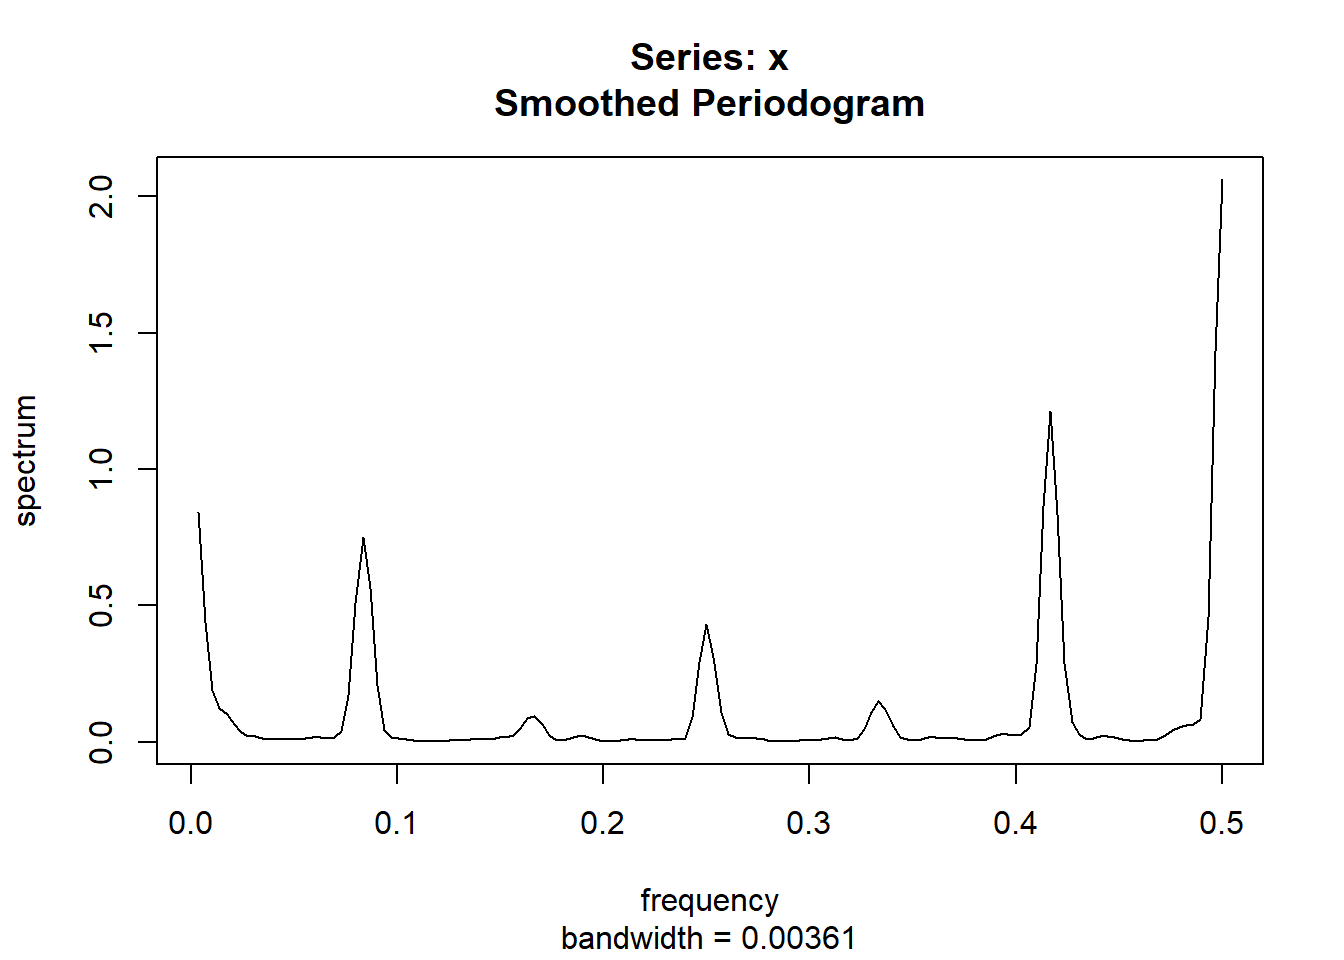 Series: x
Smoothed Periodogram
spectrum
2.0
1.5
1.0
0.5
0.0
0.0 0.1 0.2 0.3 0.4 0.5
frequency
bandwidth = 0.00361